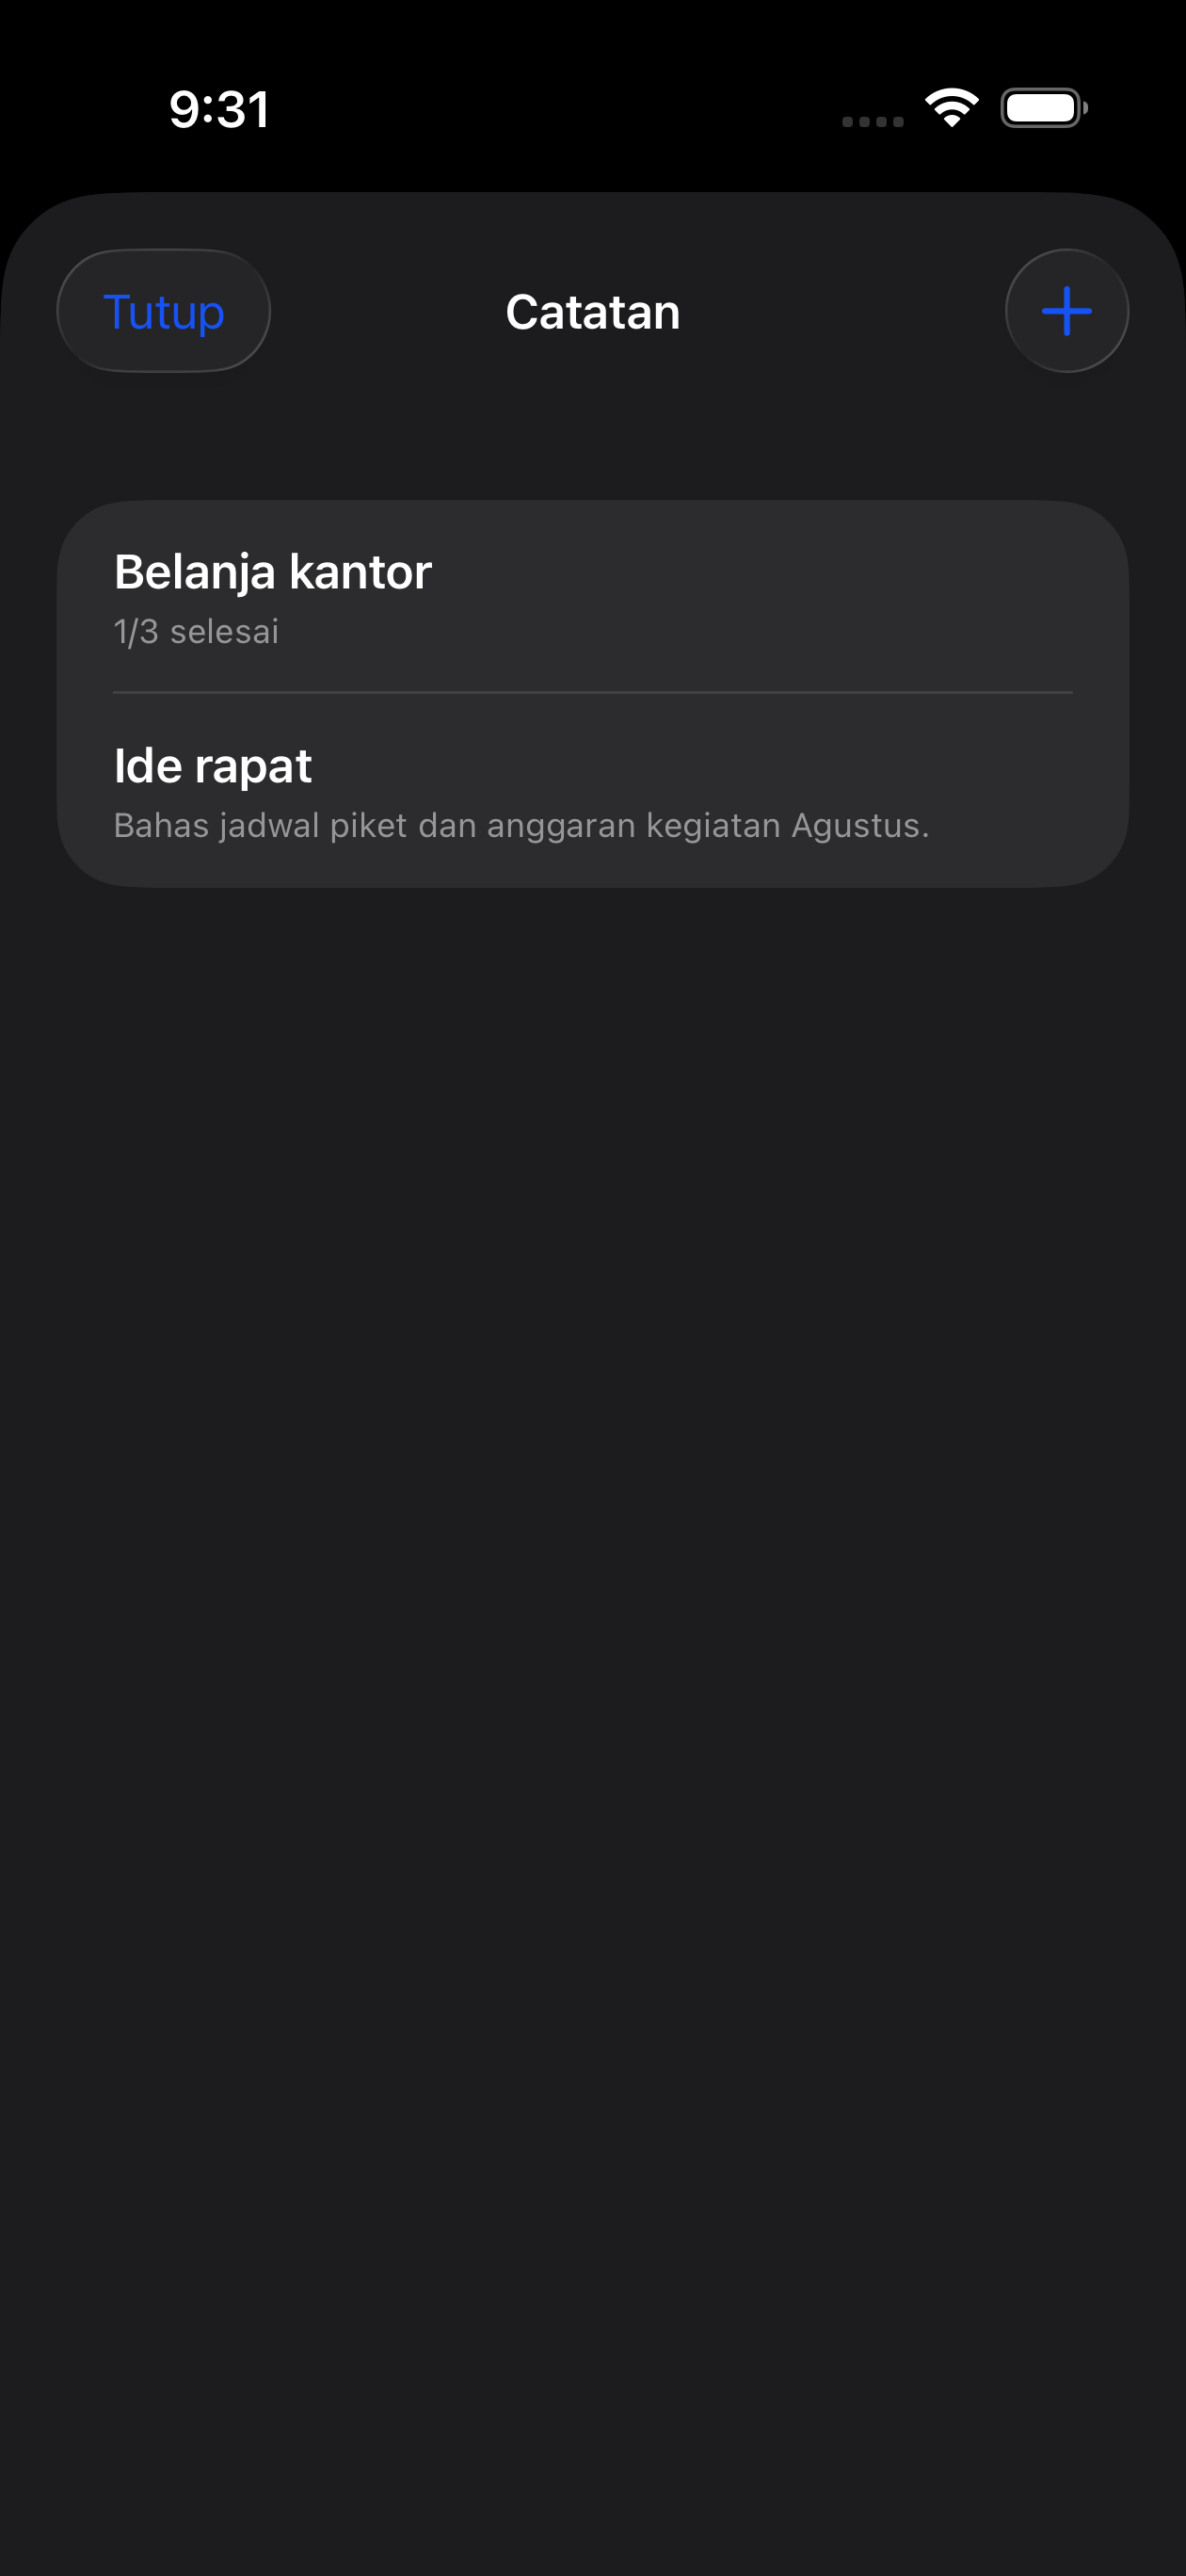 9:31
Tutup
Catatan
Belanja kantor
1/3 selesai
Ide rapat
Bahas jadwal piket dan anggaran kegiatan Agustus.